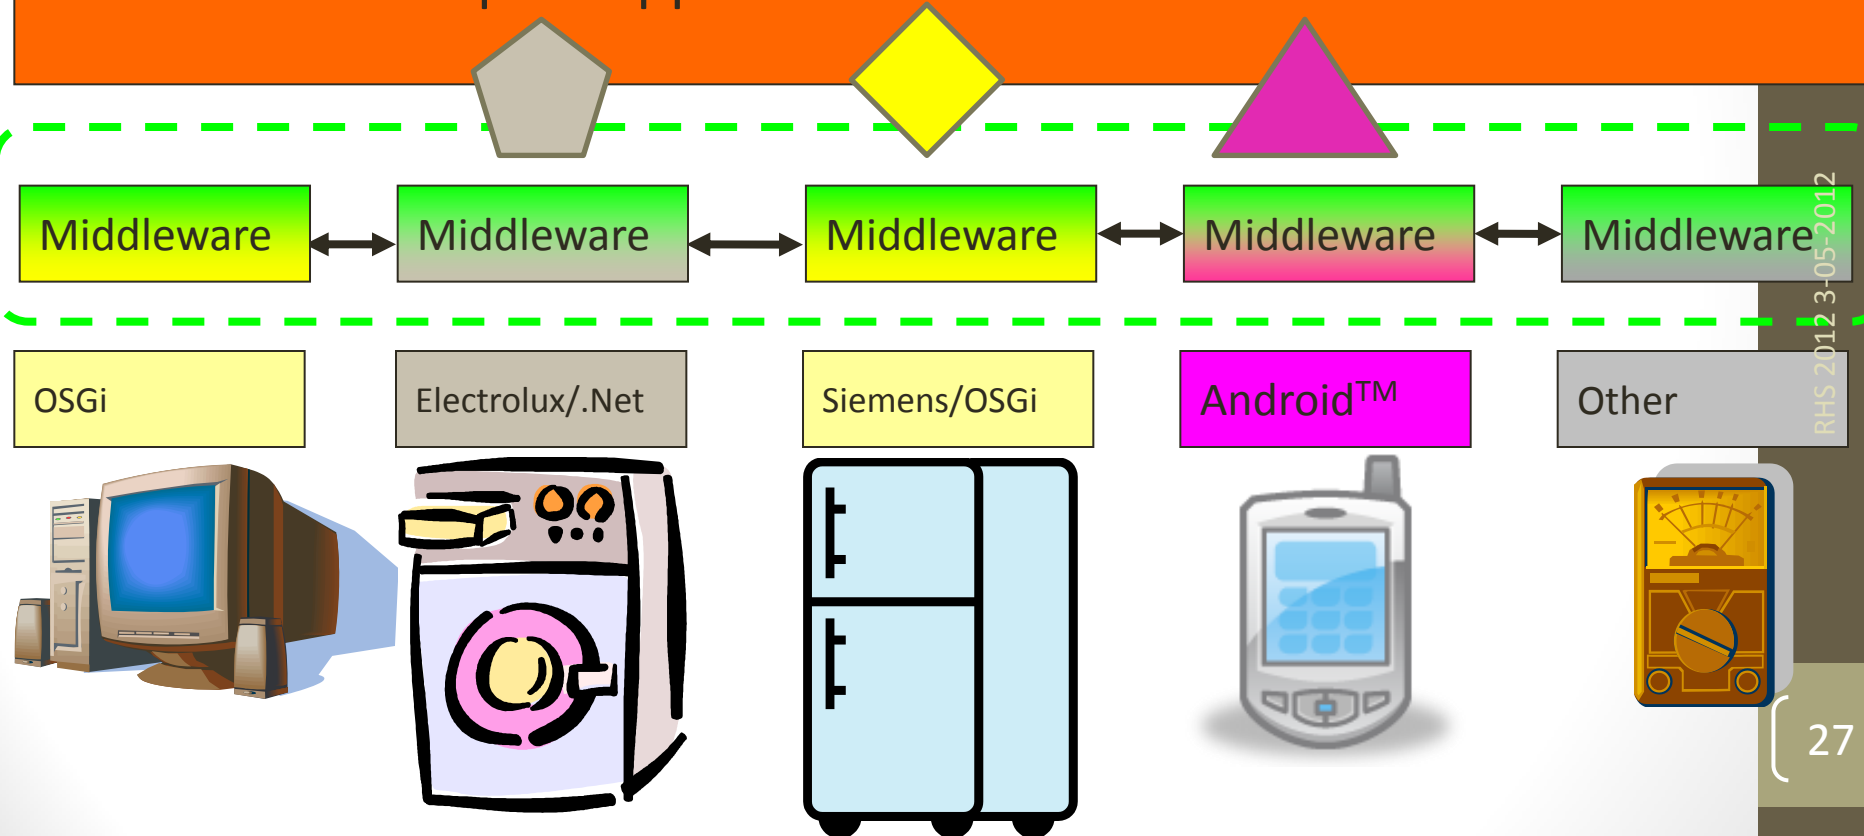 Middleware Middleware Middleware Middleware Middleware
OSGi Electrolux/.Net Siemens/OSGi Android™ Other
RHS 2012 3-05-2012
27